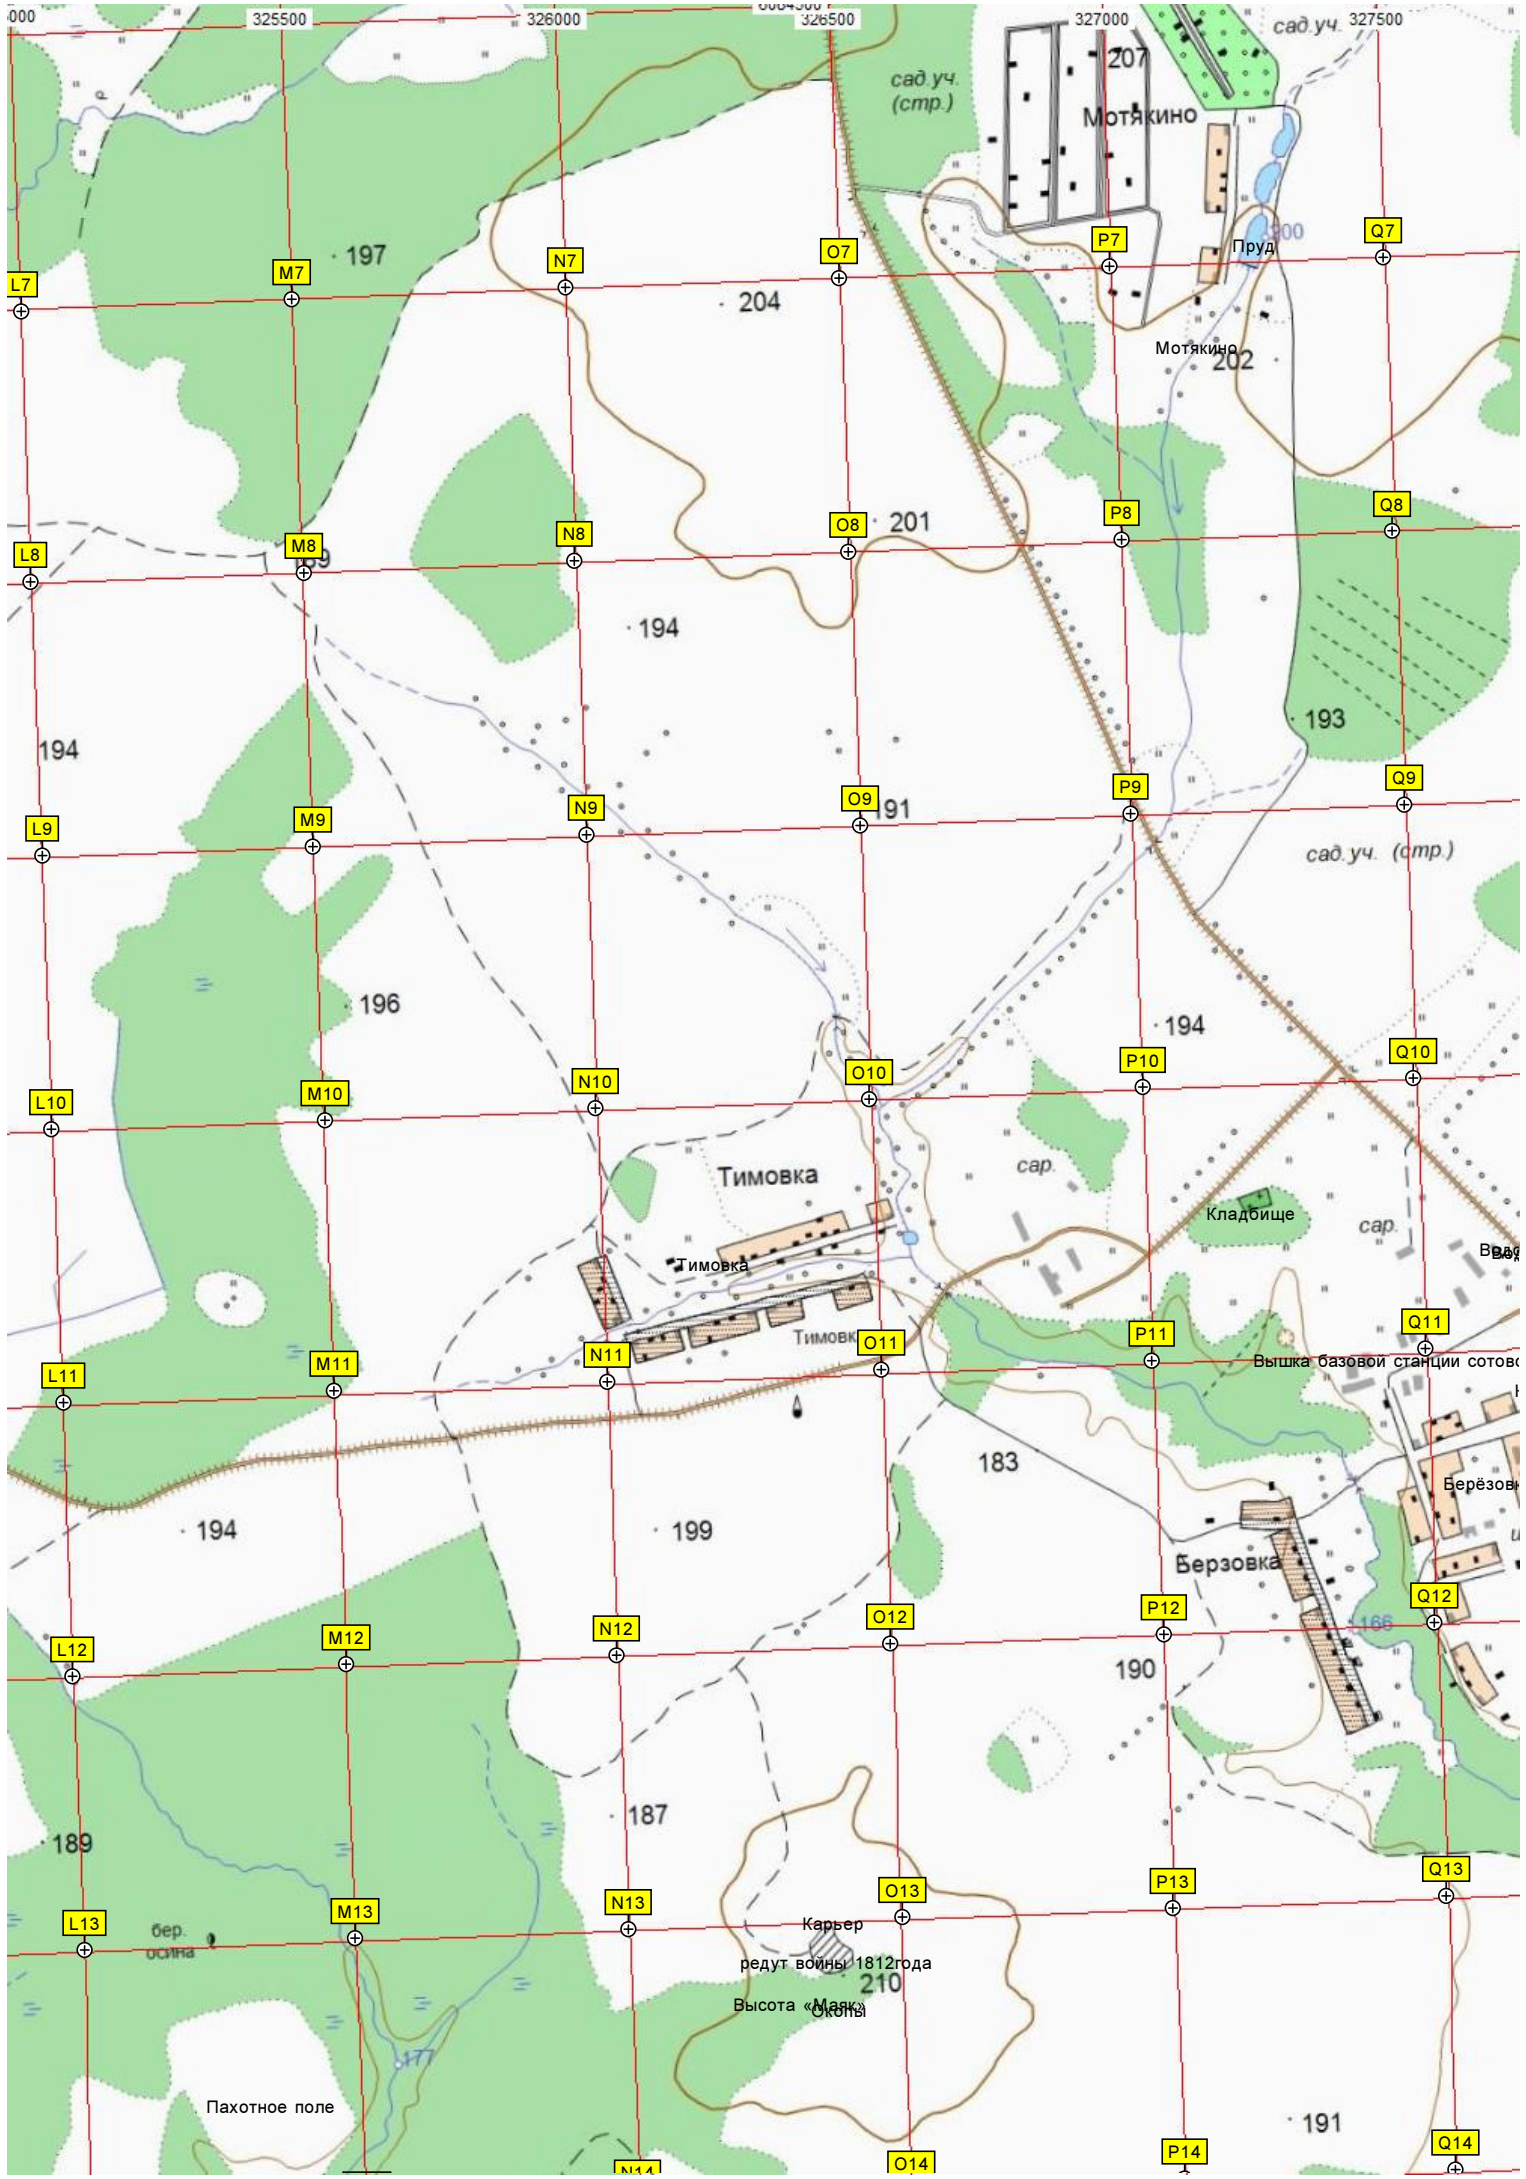 325500
326000
326500
327000
327500
сад.уч.
207
сад.уч.
(стр.)
Мотякино
200
Пруд
197
L7
M7
N7
O7
P7
Q7
204
Мотякино
202
201
L8
M8
N8
O8
P8
Q8
194
193
194
L9
M9
N9
O9
191
P9
Q9
сад.уч. (стр.)
196
194
L10
M10
N10
O10
P10
Q10
Тимовка
сар.
Кладбище
сар.
Тимовка
L11
M11
N11
O11
P11
Q11
Вышка базовой станции сотово
183
194
199
Берзовка
L12
M12
N12
O12
P12
Q12
166
190
187
189
L13
M13
N13
O13
P13
Q13
бер.
осина
Карьер
редут войны 1812года
210
Высота «Маяк»
Окопы
177
Пахотное поле
191
N14
O14
P14
Q14